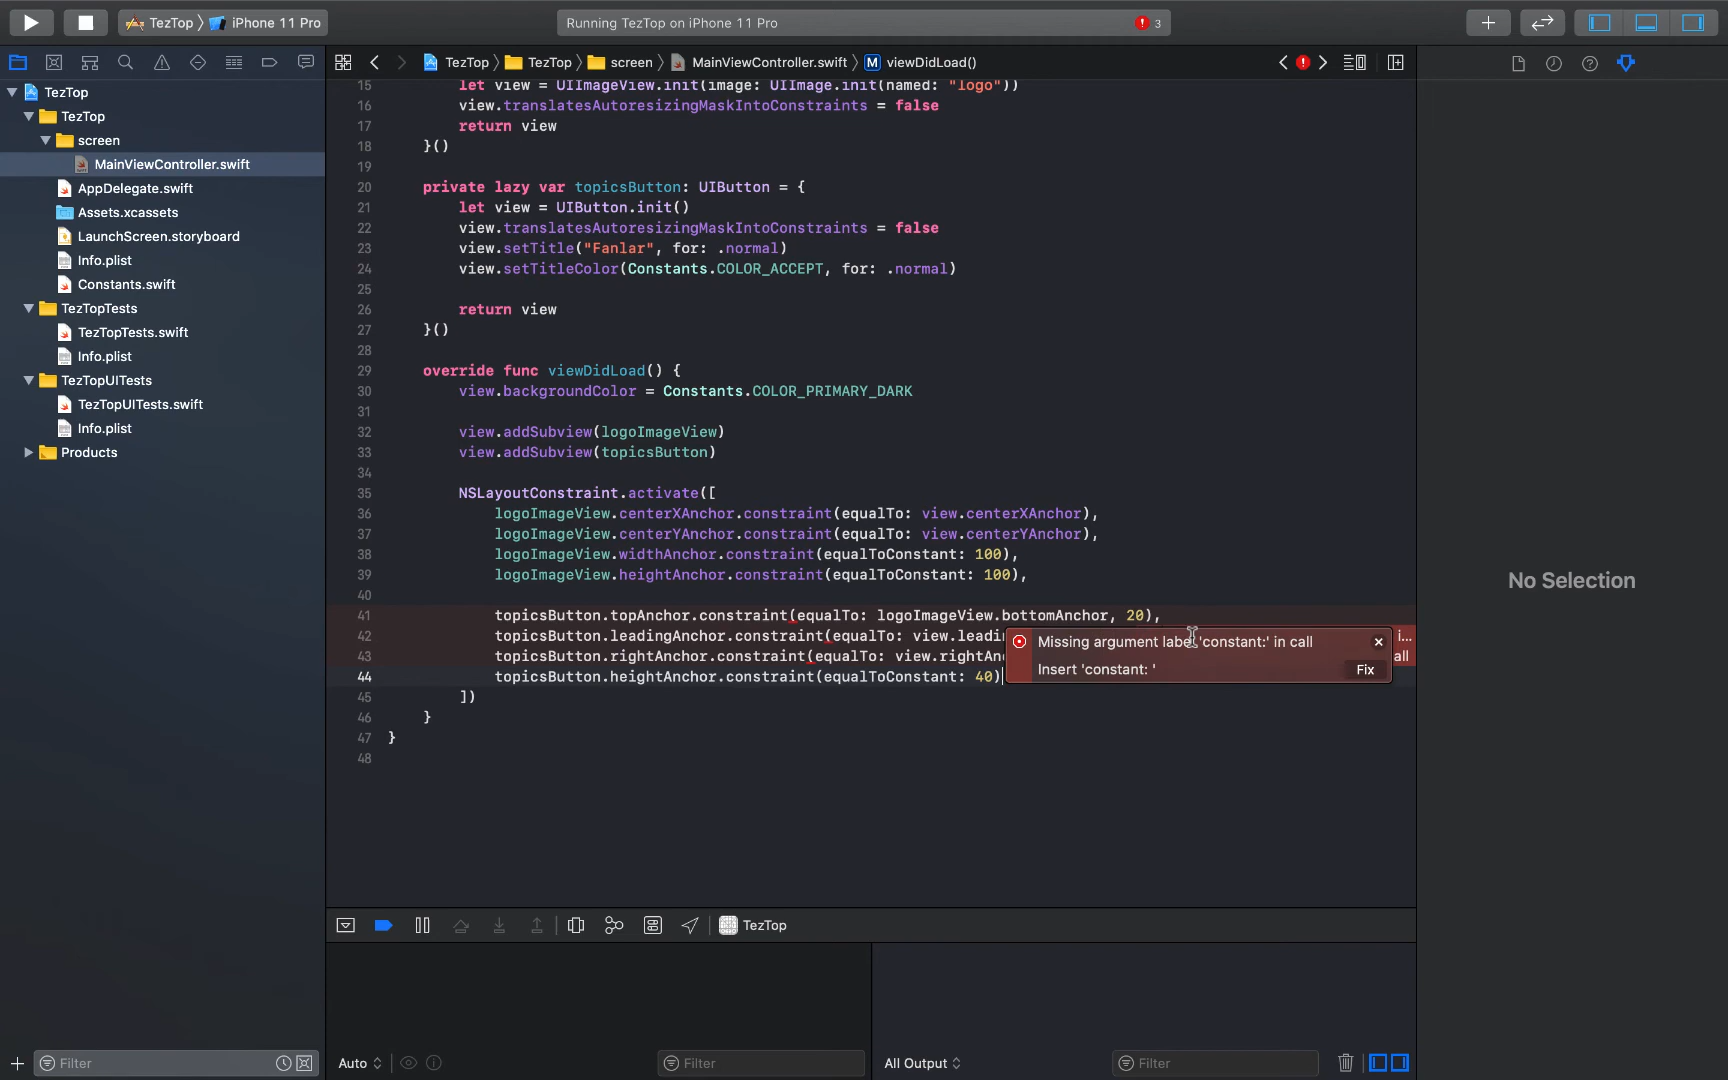 TezTop 〉 iPhone 11 Pro
Running TezTop on iPhone 11 Pro
3
TezTop 〉 TezTop 〉 screen 〉 MainViewController.swift 〉 M viewDidLoad()
TezTop
TezTop
screen
MainViewController.swift
AppDelegate.swift
Assets.xcassets
LaunchScreen.storyboard
Info.plist
Constants.swift
TezTopTests
TezTopTests.swift
Info.plist
TezTopUITests
TezTopUITests.swift
Info.plist
Products
15 let view = UIImageView.init(image: UIImage.init(named: "logo"))
16 view.translatesAutoresizingMaskIntoConstraints = false
17 return view
18 }()
19
20 private lazy var topicsButton: UIButton = {
21 let view = UIButton.init()
22 view.translatesAutoresizingMaskIntoConstraints = false
23 view.setTitle("Fanlar", for: .normal)
24 view.setTitleColor(Constants.COLOR_ACCEPT, for: .normal)
25
26 return view
27 }()
28
29 override func viewDidLoad() {
30 view.backgroundColor = Constants.COLOR_PRIMARY_DARK
31
32 view.addSubview(logoImageView)
33 view.addSubview(topicsButton)
34
35 NSLayoutConstraint.activate([
36 logoImageView.centerXAnchor.constraint(equalTo: view.centerXAnchor),
37 logoImageView.centerYAnchor.constraint(equalTo: view.centerYAnchor),
38 logoImageView.widthAnchor.constraint(equalToConstant: 100),
39 logoImageView.heightAnchor.constraint(equalToConstant: 100),
40
41 topicsButton.topAnchor.constraint(equalTo: logoImageView.bottomAnchor, 20),
42 topicsButton.leadingAnchor.constraint(equalTo: view.leadi i...
43 topicsButton.rightAnchor.constraint(equalTo: view.rightAn all
44 topicsButton.heightAnchor.constraint(equalToConstant: 40)
45 ])
46 }
47 }
48
Missing argument label 'constant:' in call
Insert 'constant: ' Fix
No Selection
TezTop
Filter
Auto
Filter
All Output
Filter